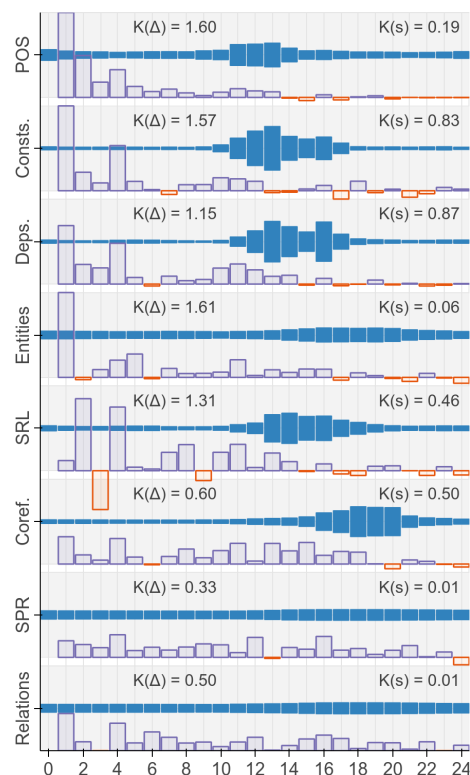 POS
K(Δ) = 1.60
K(s) = 0.19
Consts.
K(Δ) = 1.57
K(s) = 0.83
Deps.
K(Δ) = 1.15
K(s) = 0.87
Entities
K(Δ) = 1.61
K(s) = 0.06
SRL
K(Δ) = 1.31
K(s) = 0.46
Coref.
K(Δ) = 0.60
K(s) = 0.50
SPR
K(Δ) = 0.33
K(s) = 0.01
Relations
K(Δ) = 0.50
K(s) = 0.01
0 2 4 6 8 10 12 14 16 18 20 22 24